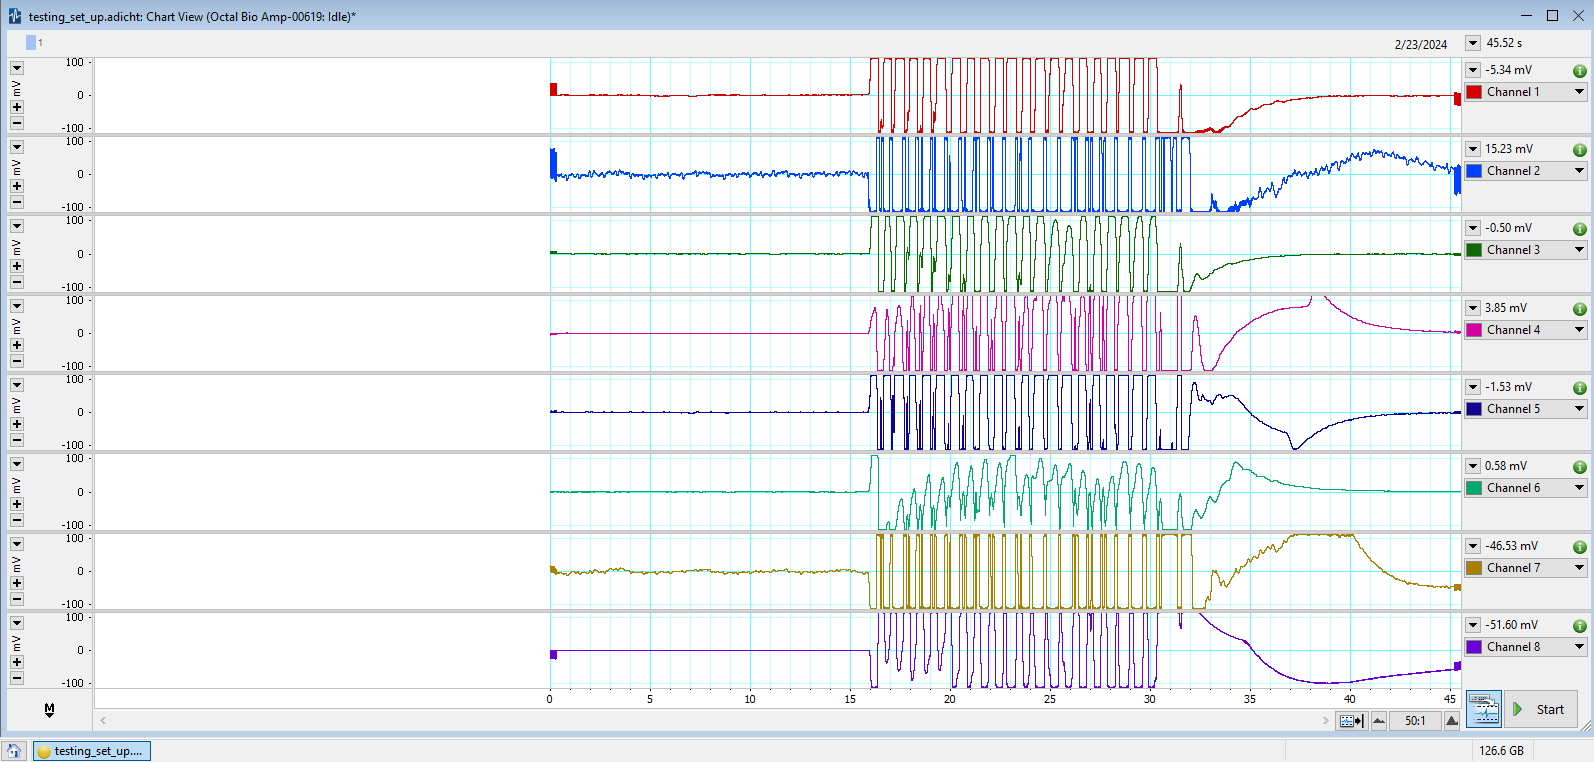 testing_set_up.adicht: Chart View (Octal Bio Amp-00619: Idle)*
1
2/23/2024
45.52 s
100
0
-100
mV
-5.34 mV
Channel 1
100
0
-100
mV
15.23 mV
Channel 2
100
0
-100
mV
-0.50 mV
Channel 3
100
0
-100
mV
3.85 mV
Channel 4
100
0
-100
mV
-1.53 mV
Channel 5
100
0
-100
mV
0.58 mV
Channel 6
100
0
-100
mV
-46.53 mV
Channel 7
100
0
-100
mV
-51.60 mV
Channel 8
0 5 10 15 20 25 30 35 40 45
M
50:1
Start
testing_set_up....
126.6 GB